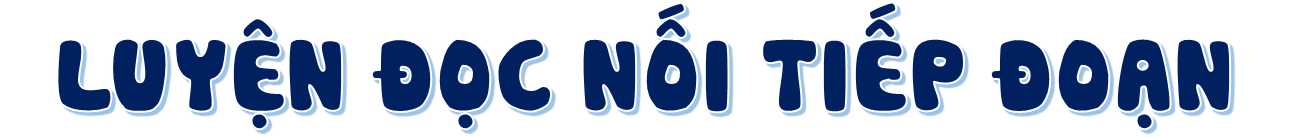 LUYỆN ĐỌC NỐI TIẾP ĐOẠN